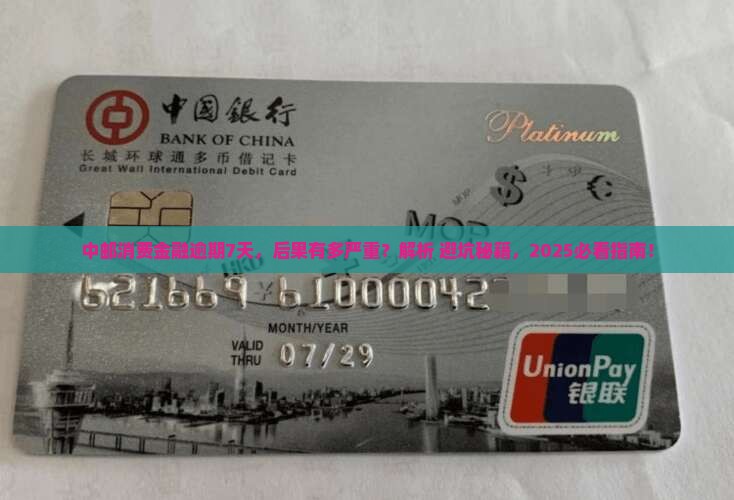 中国銀行
BANK OF CHINA
长城环球通多币借记卡
Great Wall International Debit Card
Platinum
MOP
$
€
MOP
中邮消费金融逾期7天，后果有多严重？解析 避坑秘籍，2025必看指南！
621669 61000042
MONTH/YEAR
VALID THRU 07/29
UnionPay
银联